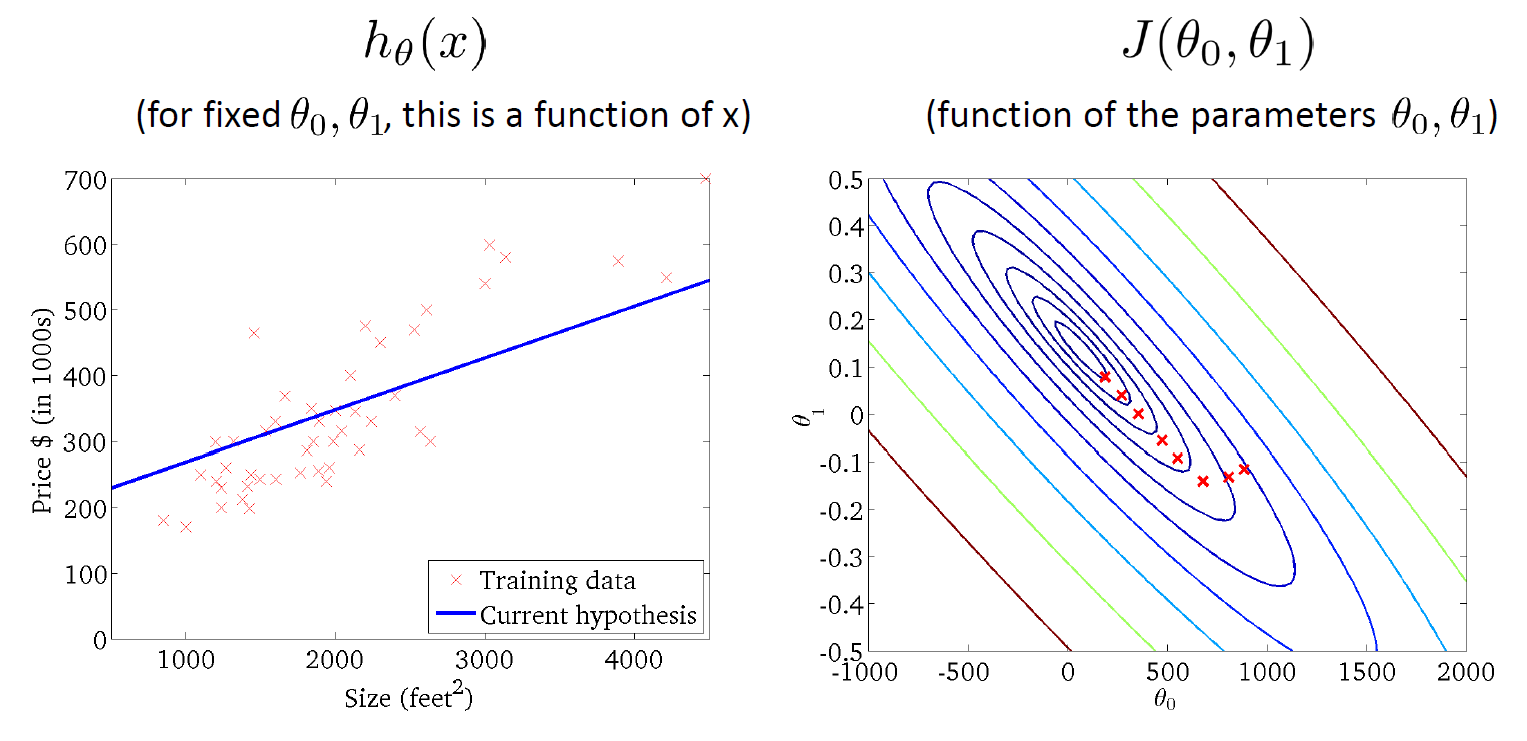 hθ(x)
(for fixed θ0, θ1, this is a function of x)
700
600
500
400
300
200
100
0
Price $ (in 1000s)
1000 2000 3000 4000
Size (feet2)
Training data
Current hypothesis
J(θ0, θ1)
(function of the parameters θ0, θ1)
0.5
0.4
0.3
0.2
0.1
0
-0.1
-0.2
-0.3
-0.4
-0.5
θ1
-1000 -500 0 500 1000 1500 2000
θ0